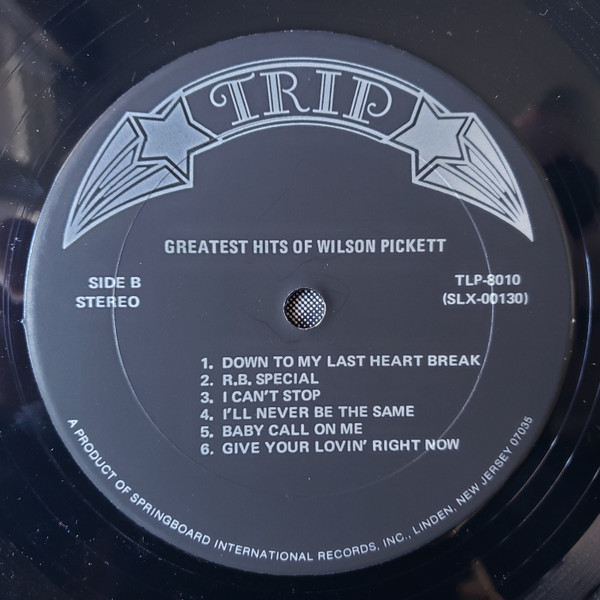 TRIP
GREATEST HITS OF WILSON PICKETT
SIDE B
STEREO
TLP-8010
(SLX-00130)
1. DOWN TO MY LAST HEART BREAK
2. R.B. SPECIAL
3. I CAN'T STOP
4. I'LL NEVER BE THE SAME
5. BABY CALL ON ME
6. GIVE YOUR LOVIN' RIGHT NOW
A PRODUCT OF SPRINGBOARD INTERNATIONAL RECORDS, INC., LINDEN, NEW JERSEY 07035